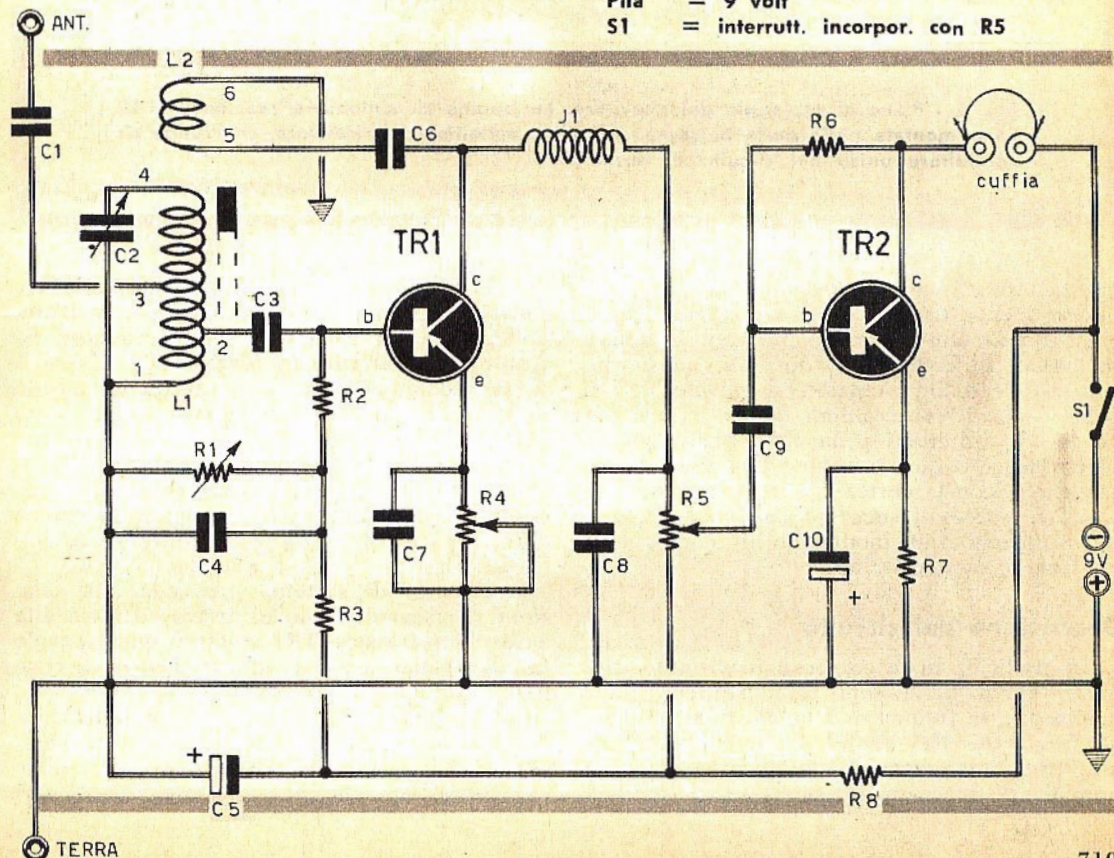 Pila = 9 volt
S1 = interrutt. incorpor. con R5
ANT.
L2
6
5
C1
C6
J1
R6
cuffia
4
C2
3
C3
2
1
L1
TR1
b
c
e
TR2
b
c
e
R2
R1
C4
R3
C7
R4
C8
R5
C9
C10
+
R7
S1
9V
+
C5
R8
TERRA